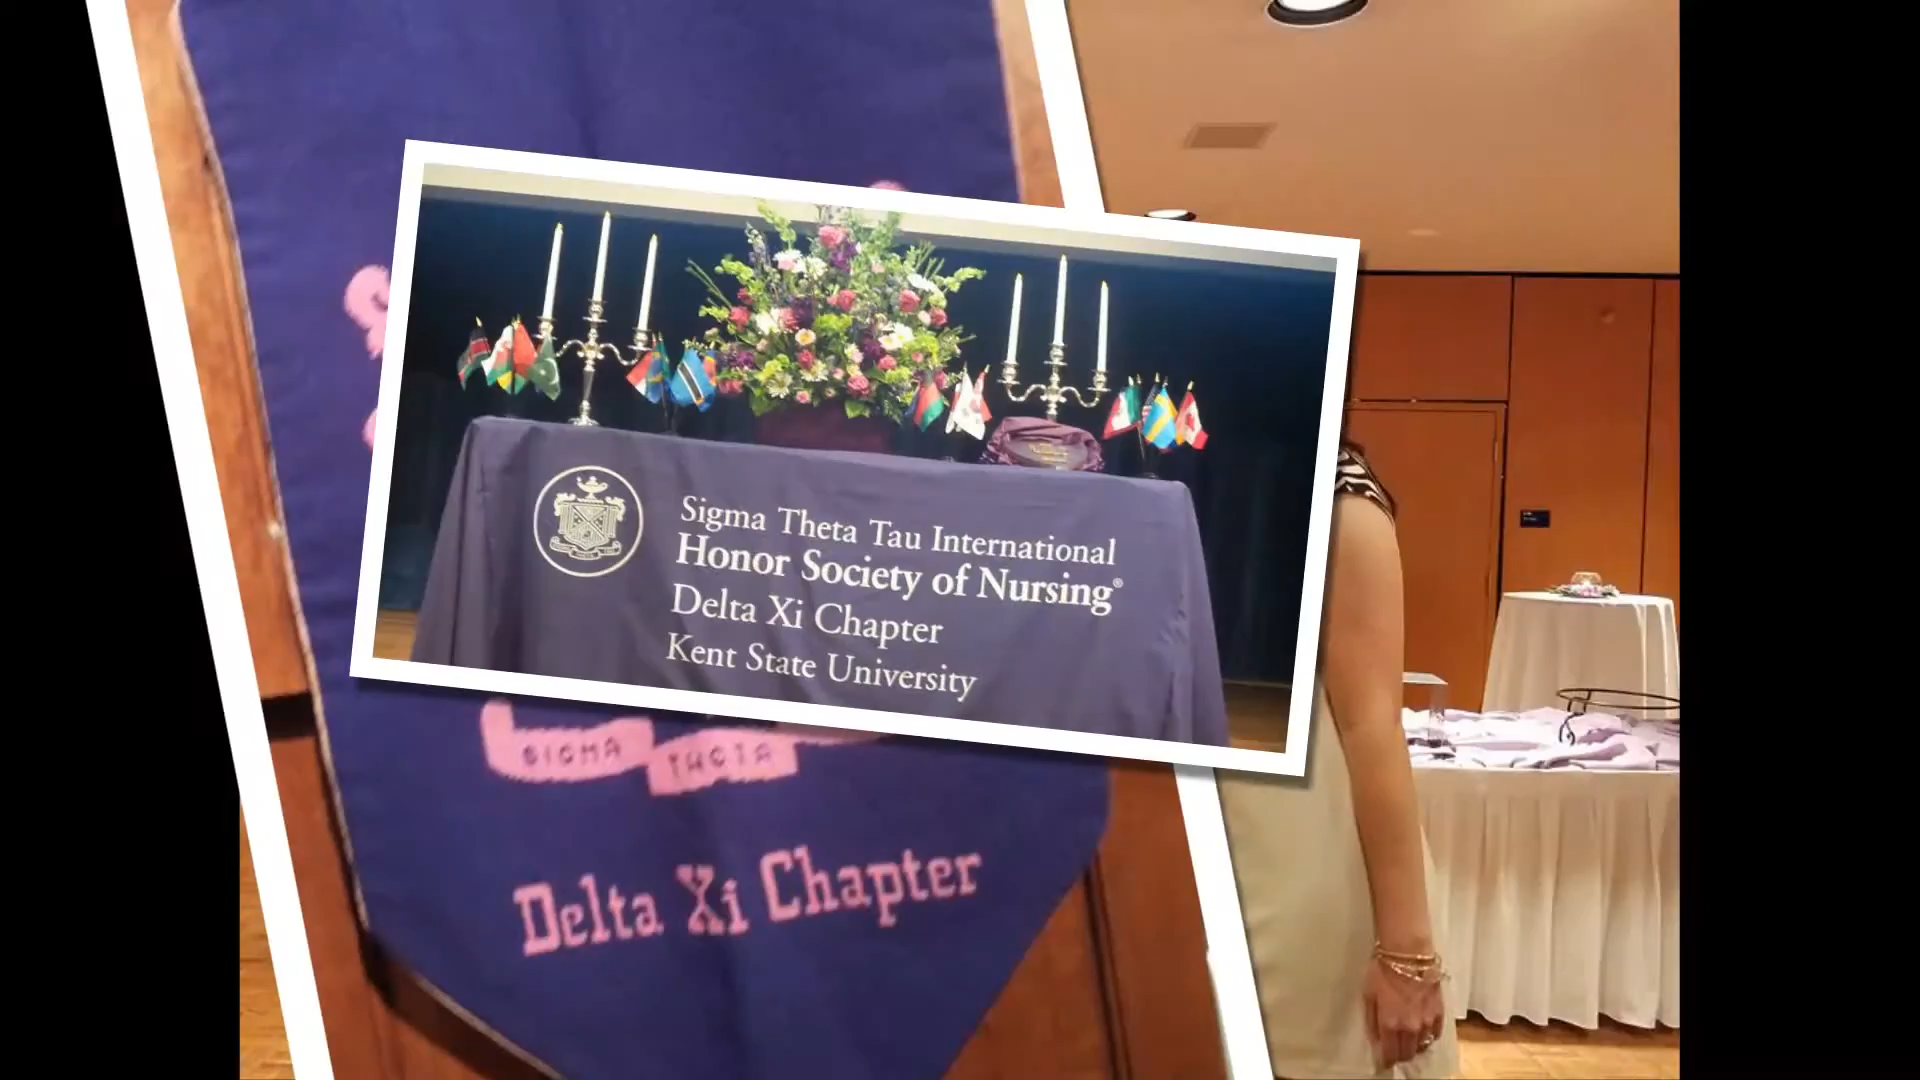 Sigma Theta Tau International
Honor Society of Nursing®
Delta Xi Chapter
Kent State University
SIGMA THETA
Delta Xi Chapter